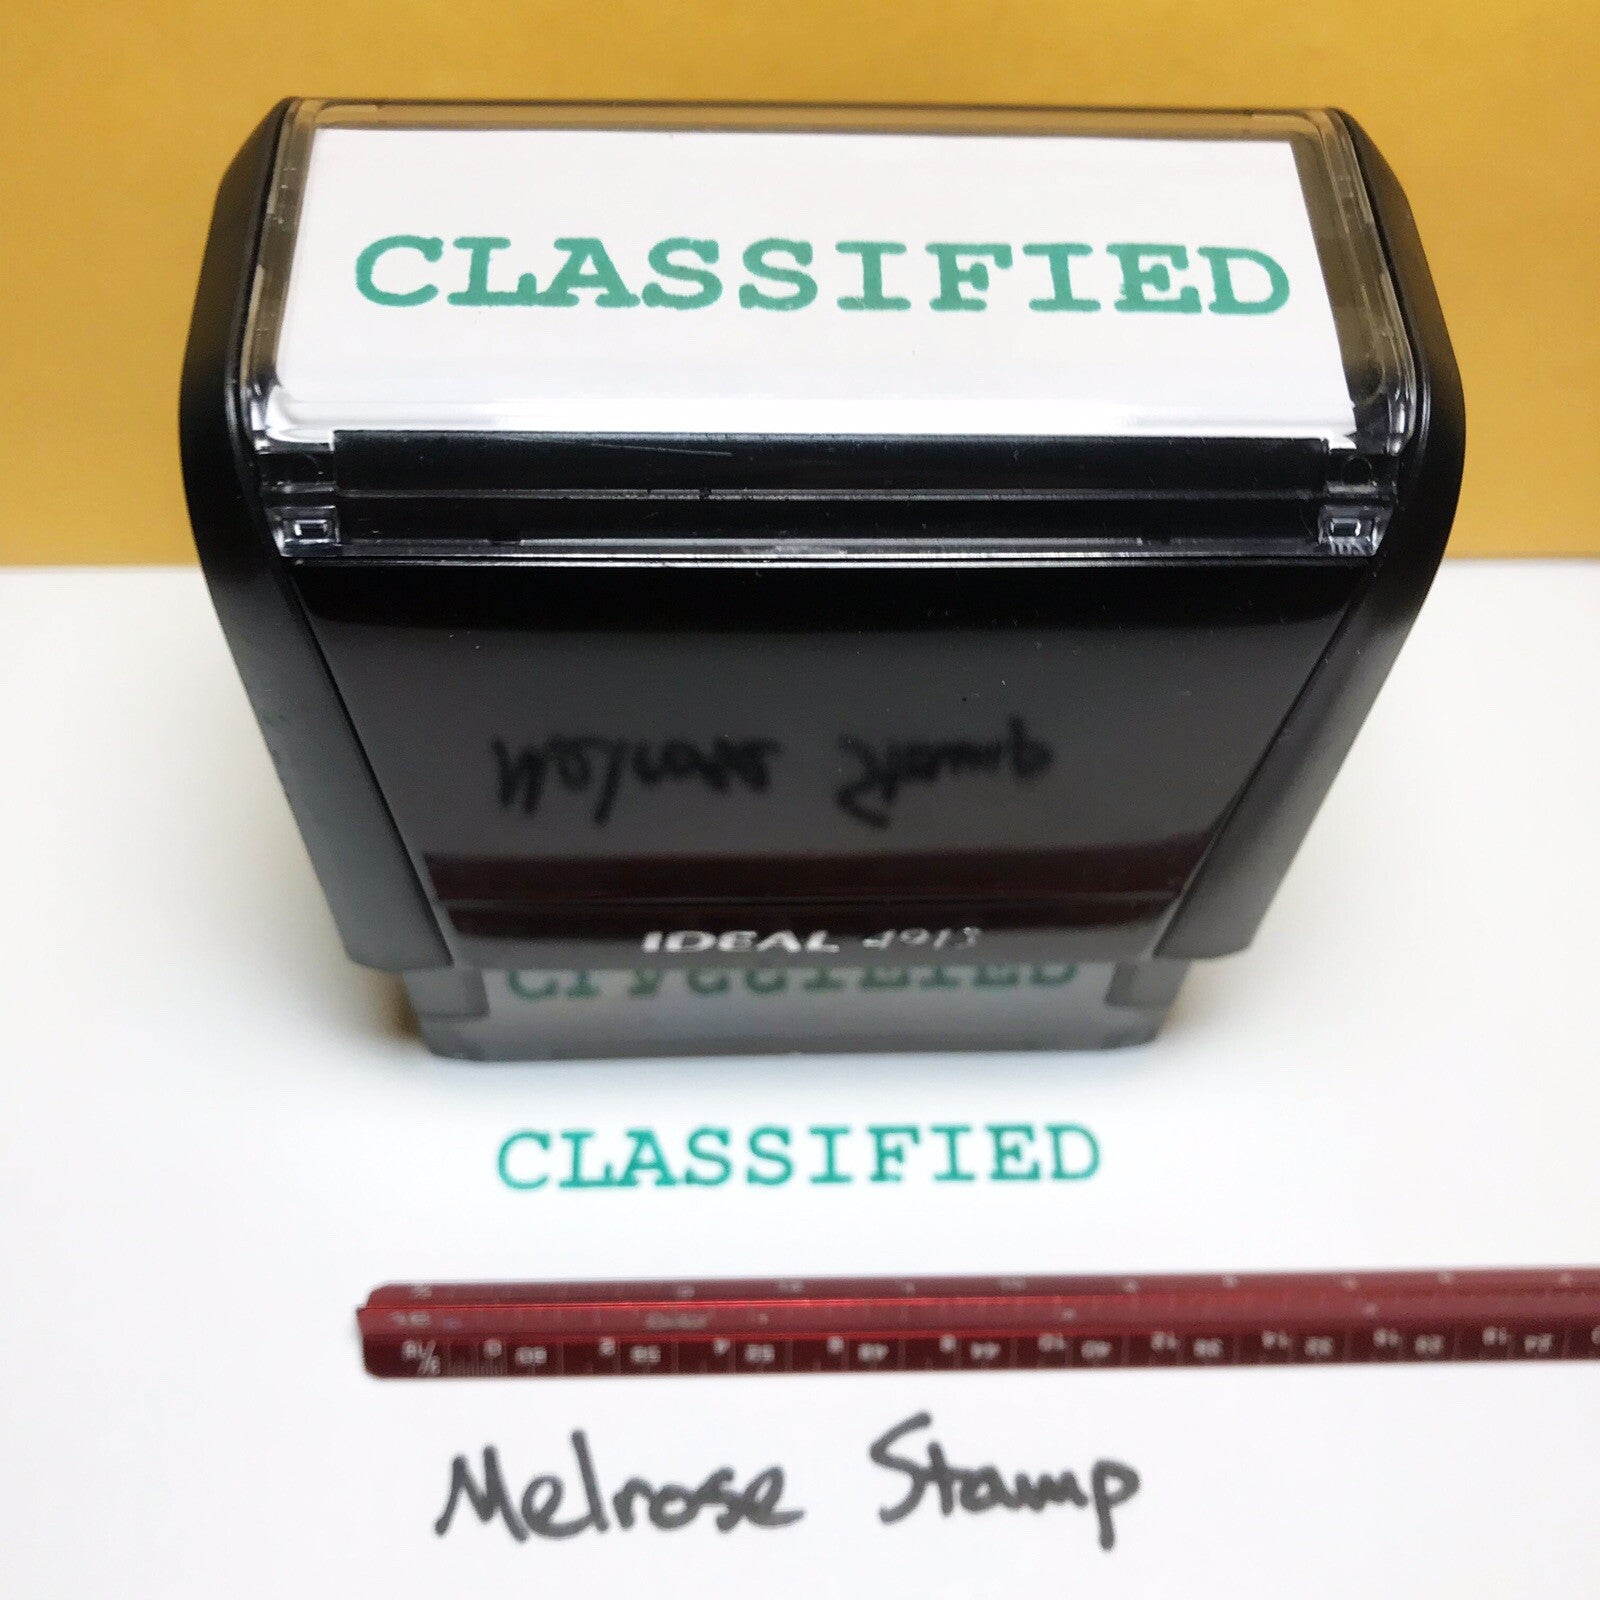 CLASSIFIED
IDEAL 4913
CLASSIFIED
Melrose Stamp